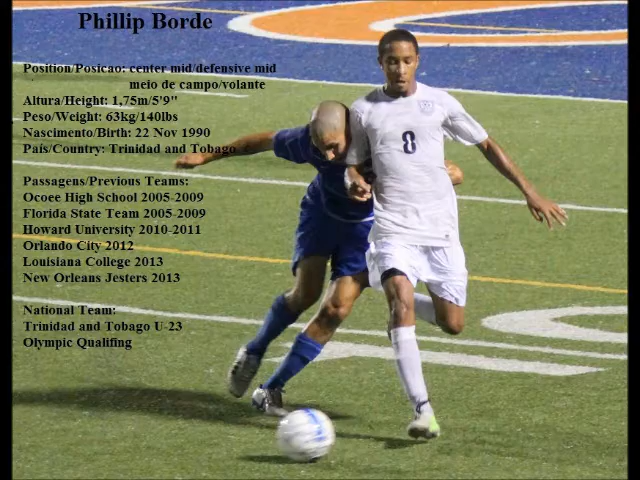 Phillip Borde
Position/Posicao: center mid/defensive mid
meio de campo/volante
Altura/Height: 1,75m/5'9"
Peso/Weight: 63kg/140lbs
Nascimento/Birth: 22 Nov 1990
País/Country: Trinidad and Tobago
Passagens/Previous Teams:
Ocoee High School 2005-2009
Florida State Team 2005-2009
Howard University 2010-2011
Orlando City 2012
Louisiana College 2013
New Orleans Jesters 2013
National Team:
Trinidad and Tobago U-23
Olympic Qualifing
8